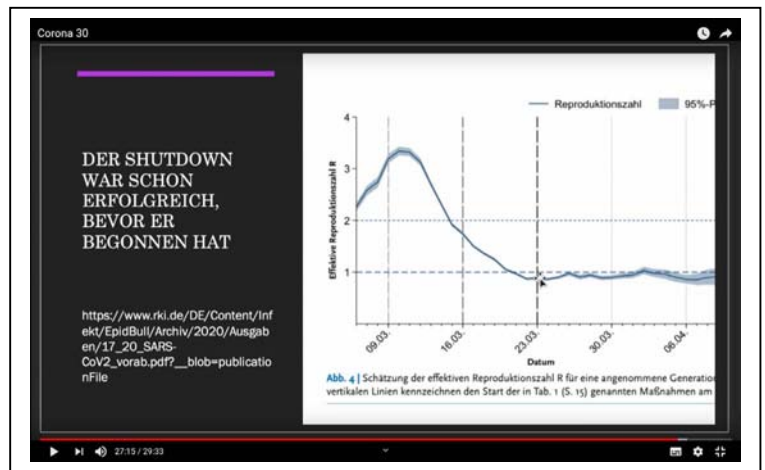 Corona 30
DER SHUTDOWN
WAR SCHON
ERFOLGREICH,
BEVOR ER
BEGONNEN HAT
https://www.rki.de/DE/Content/Inf
ekt/EpidBull/Archiv/2020/Ausgab
en/17_20_SARS-
CoV2_vorab.pdf?__blob=publicatio
nFile
Reproduktionszahl
95%-P
Effektive Reproduktionszahl R
4
3
2
1
09.03.
16.03.
23.03.
30.03.
06.04.
Datum
Abb. 4 | Schätzung der effektiven Reproduktionszahl R für eine angenommene Generatio
vertikalen Linien kennzeichnen den Start der in Tab. 1 (S. 15) genannten Maßnahmen am
27:15 / 29:33